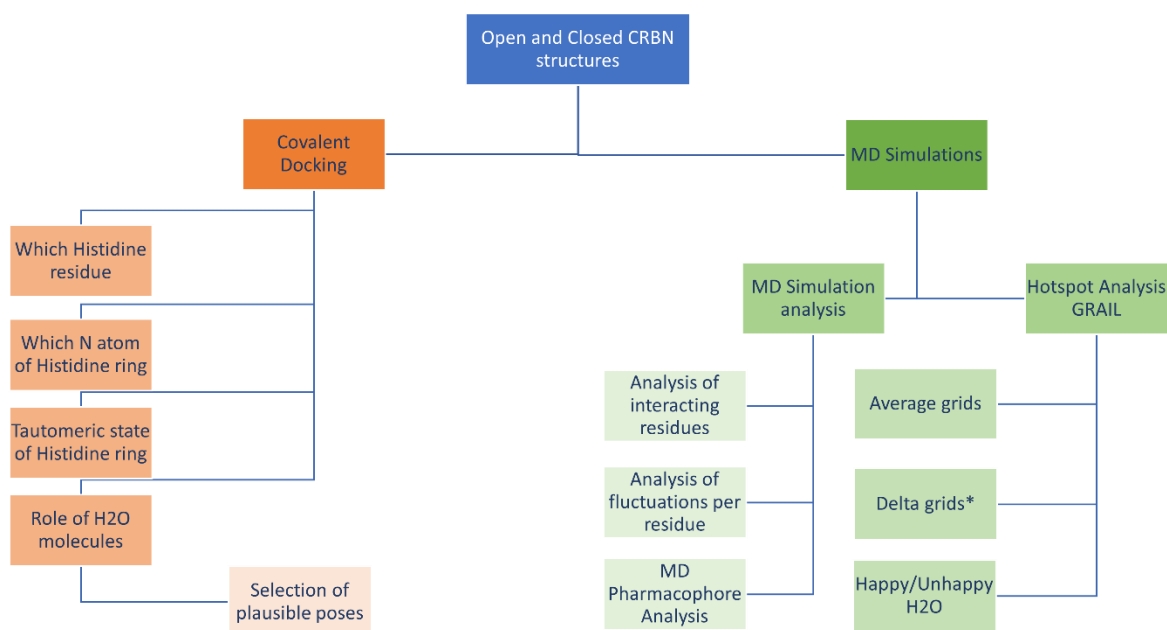 Open and Closed CRBN
structures
Covalent
Docking
MD Simulations
Which Histidine
residue
Which N atom
of Histidine ring
Tautomeric state
of Histidine ring
Role of H2O
molecules
Selection of
plausible poses
MD Simulation
analysis
Analysis of
interacting
residues
Analysis of
fluctuations per
residue
MD
Pharmacophore
Analysis
Hotspot Analysis
GRAIL
Average grids
Delta grids*
Happy/Unhappy
H2O